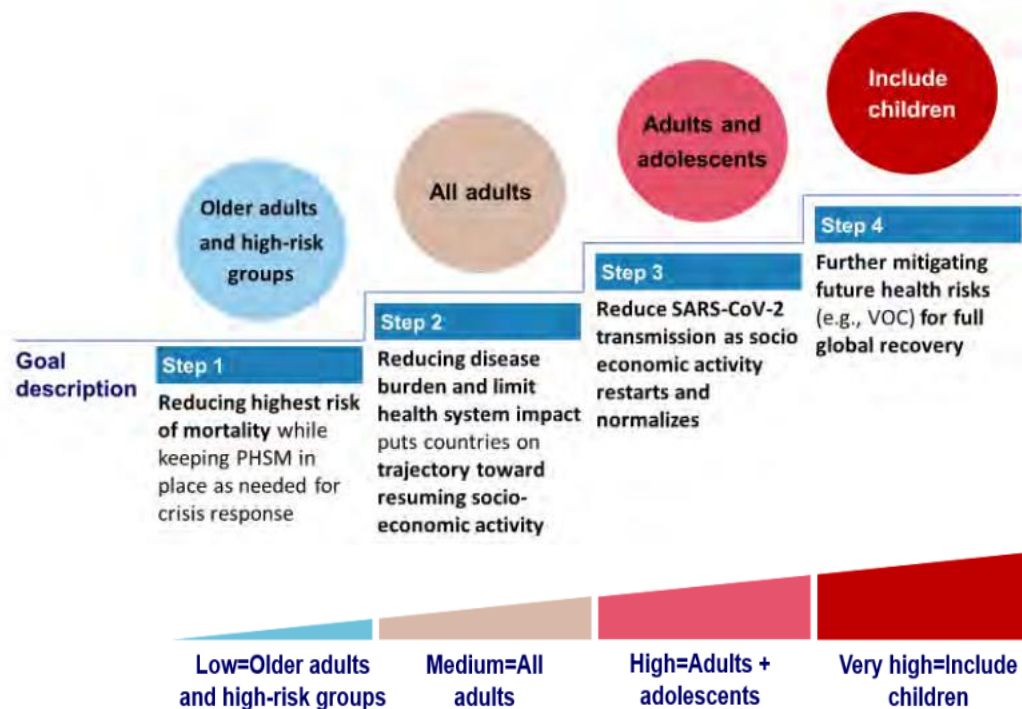 Older adults
and high-risk
groups
All adults
Adults and
adolescents
Include
children
Goal
description
Step 1
Reducing highest risk
of mortality while
keeping PHSM in
place as needed for
crisis response
Step 2
Reducing disease
burden and limit
health system impact
puts countries on
trajectory toward
resuming socio-
economic activity
Step 3
Reduce SARS-CoV-2
transmission as socio
economic activity
restarts and
normalizes
Step 4
Further mitigating
future health risks
(e.g., VOC) for full
global recovery
Low=Older adults
and high-risk groups
Medium=All
adults
High=Adults +
adolescents
Very high=Include
children